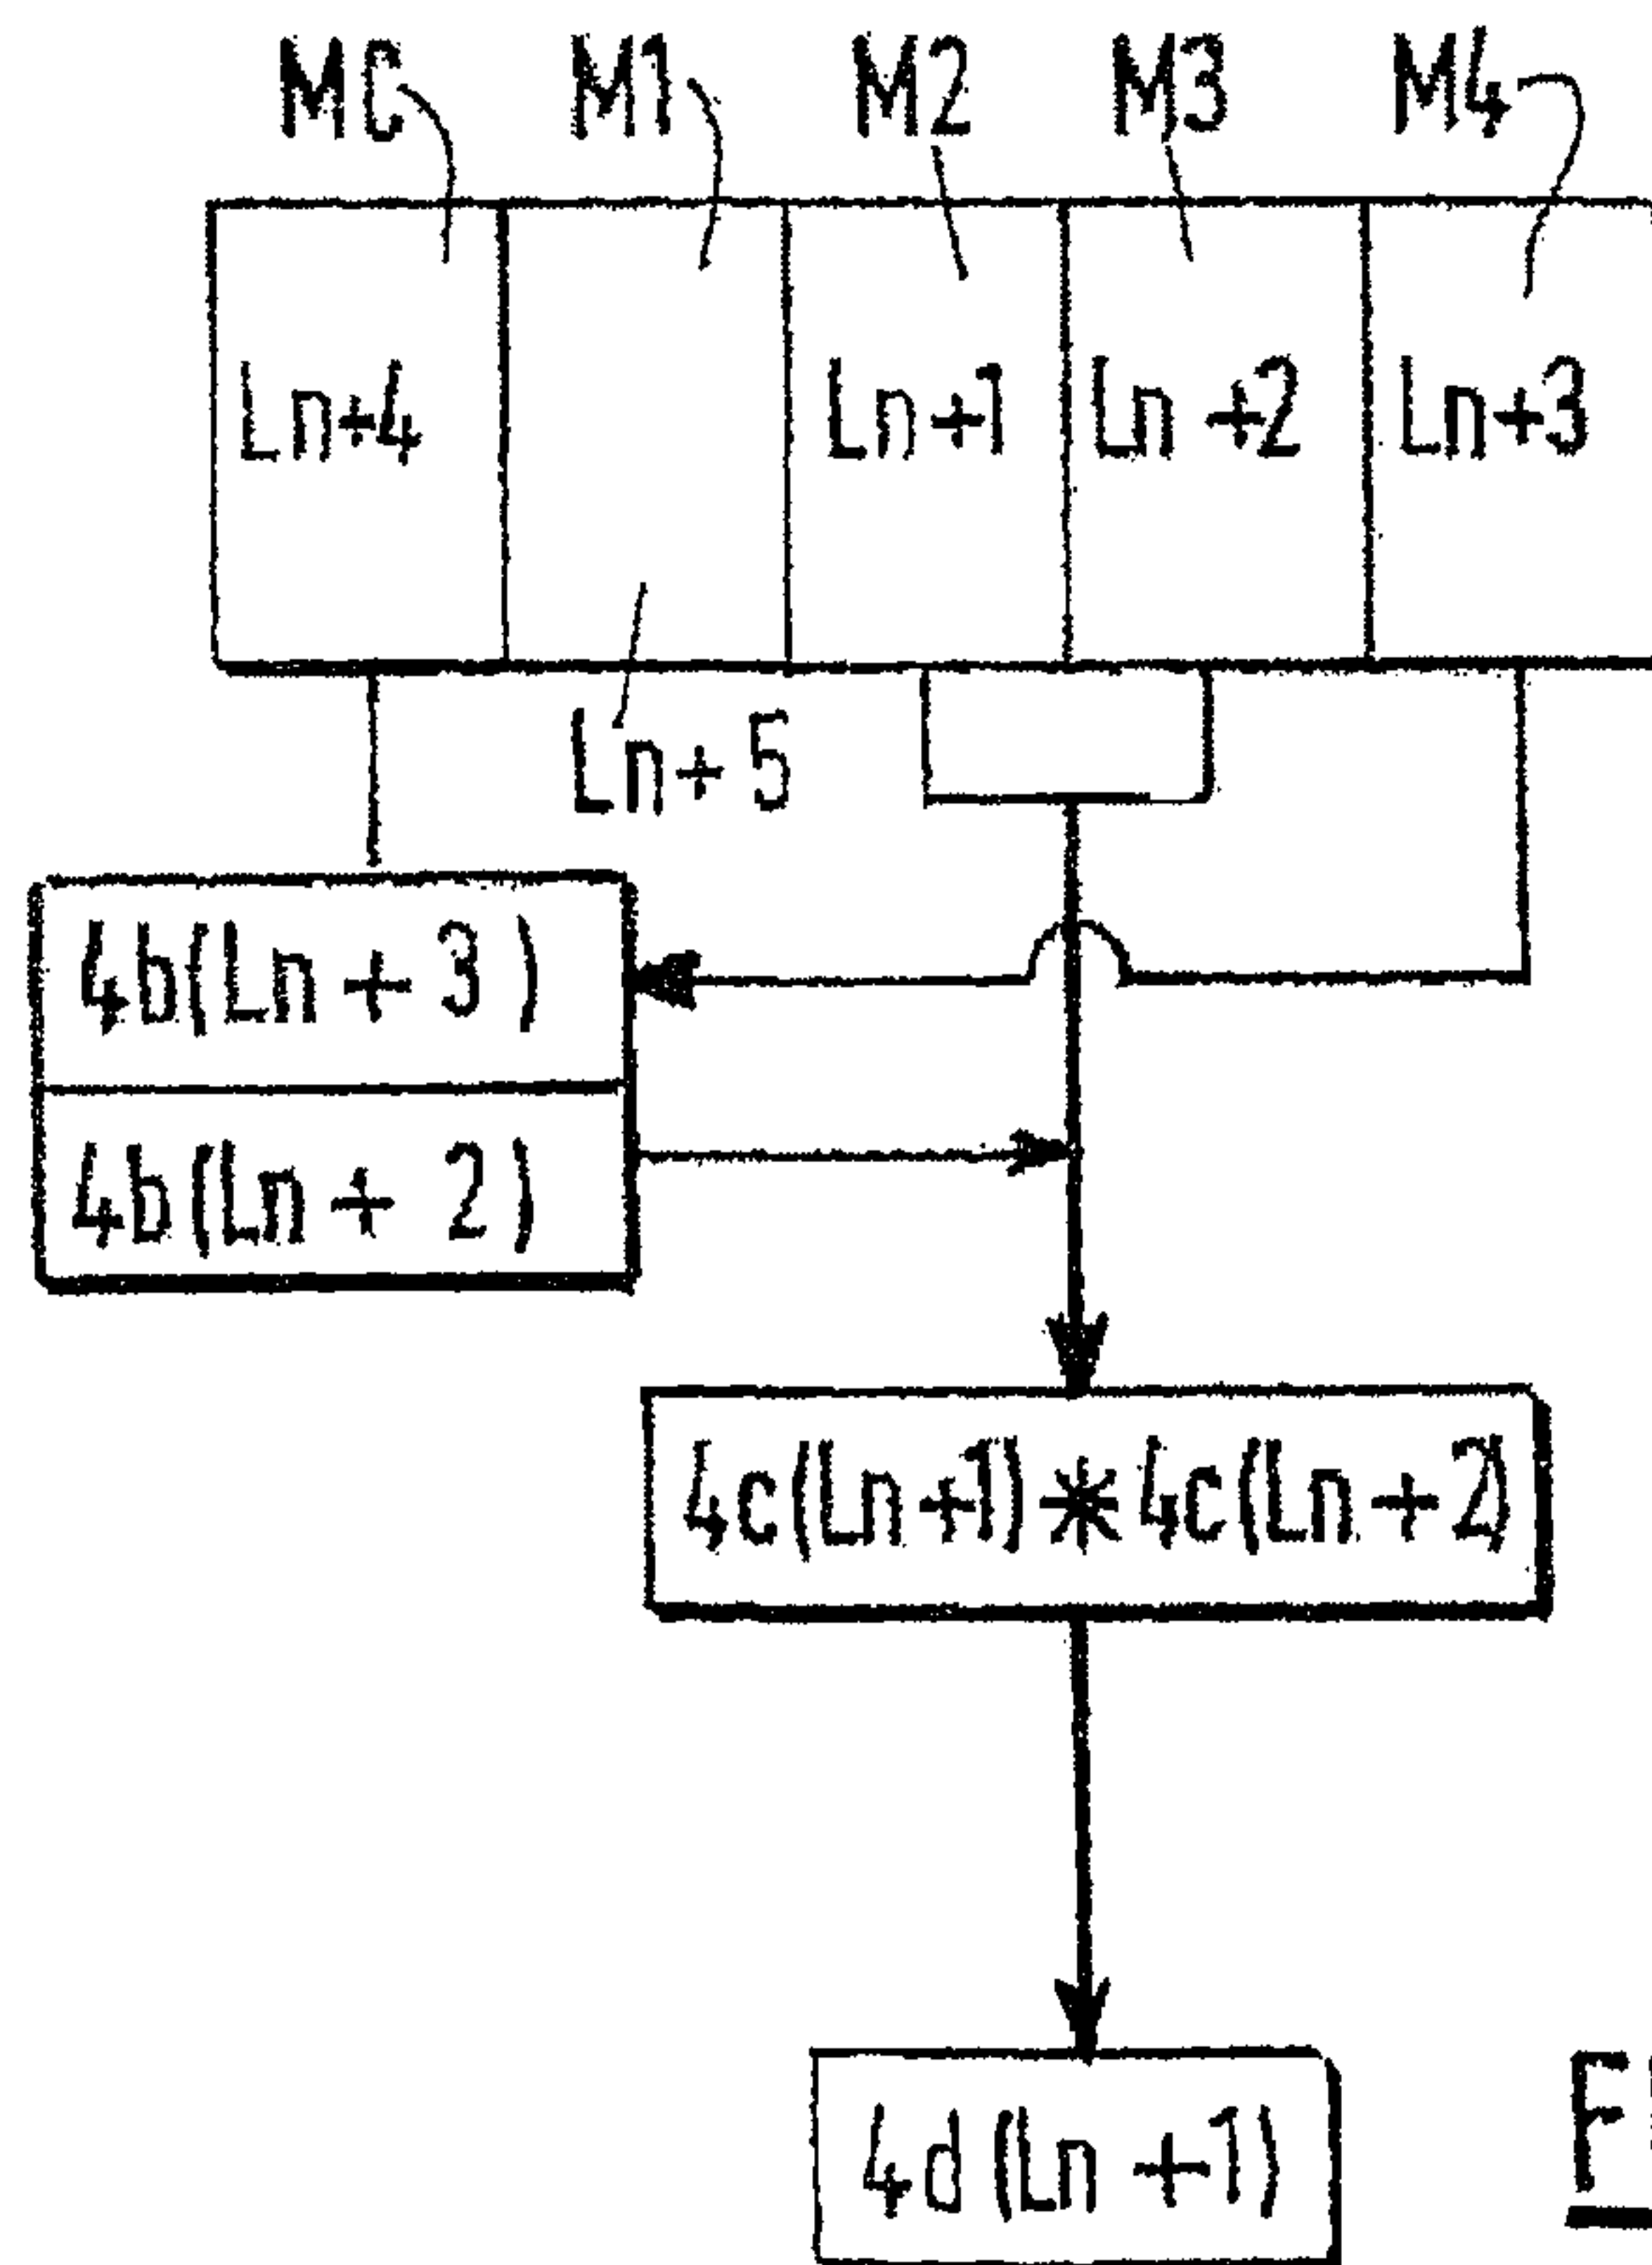 MC M1 M2 M3 M4
Ln+4 Ln+1 Ln+2 Ln+3
Ln+5
4b(Ln+3)
4b(Ln+2)
4c(Ln+1)*4c(Ln+2)
4d(Ln+1)